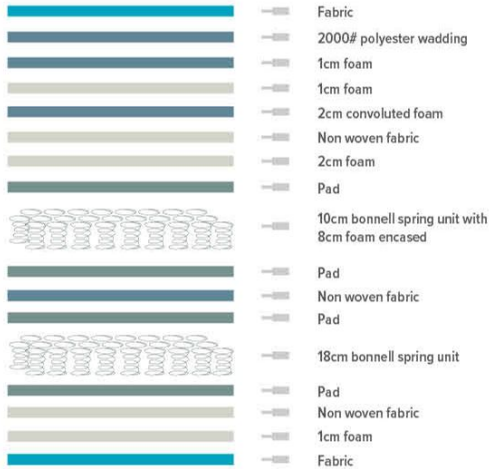 Fabric
2000# polyester wadding
1cm foam
1cm foam
2cm convoluted foam
Non woven fabric
2cm foam
Pad
10cm bonnell spring unit with
8cm foam encased
Pad
Non woven fabric
Pad
18cm bonnell spring unit
Pad
Non woven fabric
1cm foam
Fabric